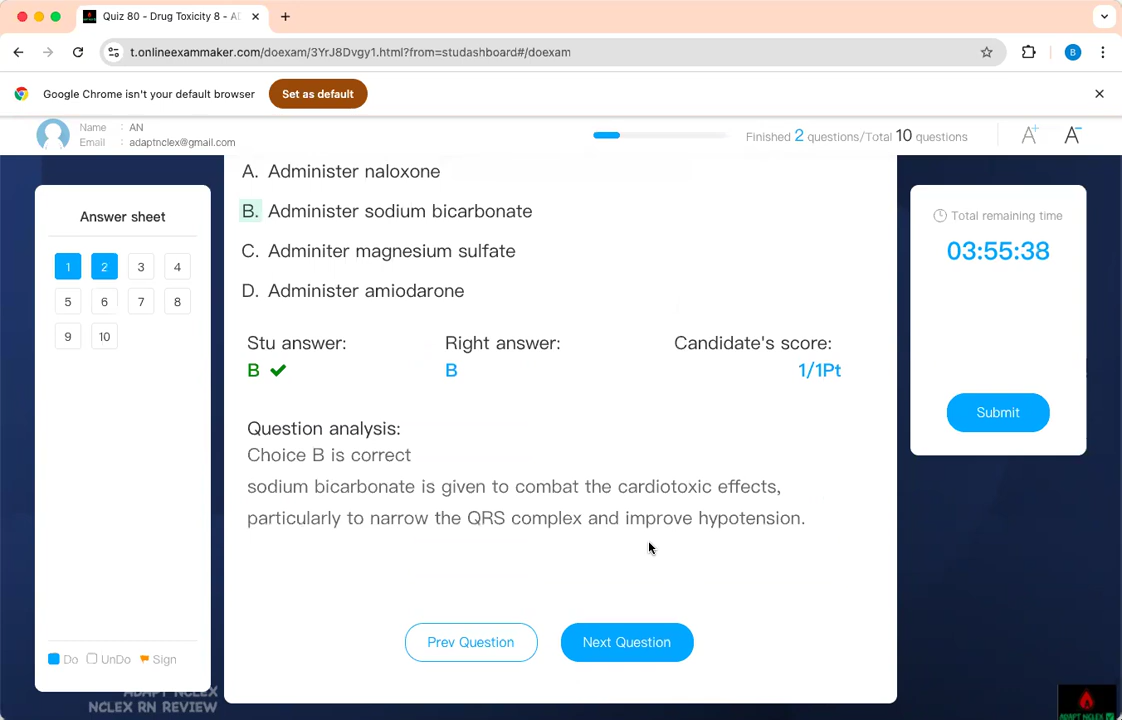 Quiz 80 - Drug Toxicity 8 - AD
t.onlineexammaker.com/doexam/3YrJ8Dvgy1.html?from=studashboard#/doexam
B
Google Chrome isn't your default browser
Set as default
Name : AN
Email : adaptnclex@gmail.com
Finished 2 questions/Total 10 questions
A+
A-
A. Administer naloxone
B. Administer sodium bicarbonate
C. Adminiter magnesium sulfate
D. Administer amiodarone
Answer sheet
1 2 3 4
5 6 7 8
9 10
Total remaining time
03:55:38
Submit
Stu answer: Right answer: Candidate's score:
B B 1/1Pt
Question analysis:
Choice B is correct
sodium bicarbonate is given to combat the cardiotoxic effects,
particularly to narrow the QRS complex and improve hypotension.
Prev Question
Next Question
Do UnDo Sign
ADAPT NCLEX
NCLEX RN REVIEW
ADAPT NCLEX